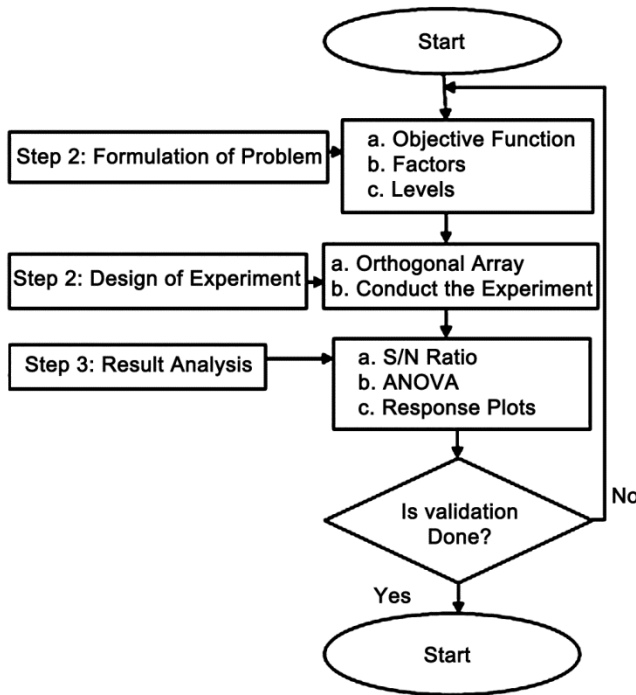 Start
Step 2: Formulation of Problem
a. Objective Function
b. Factors
c. Levels
Step 2: Design of Experiment
a. Orthogonal Array
b. Conduct the Experiment
Step 3: Result Analysis
a. S/N Ratio
b. ANOVA
c. Response Plots
Is validation
Done?
No
Yes
Start